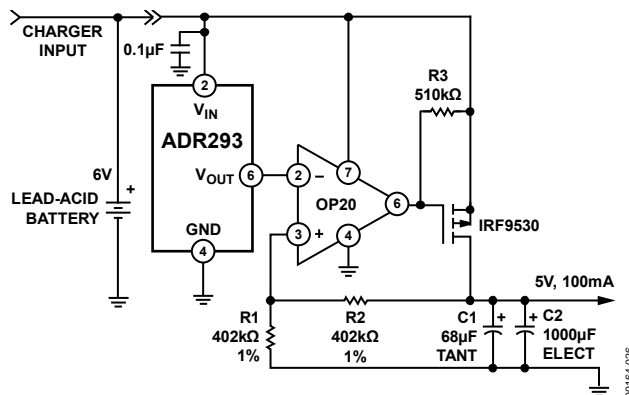 CHARGER
INPUT
0.1µF
2
VIN
ADR293
VOUT
6
GND
4
6V
+
LEAD-ACID
BATTERY
2
−
7
OP20
3
+
4
6
R3
510kΩ
IRF9530
5V, 100mA
R1
402kΩ
1%
R2
402kΩ
1%
C1
68µF
TANT
+
+
C2
1000µF
ELECT